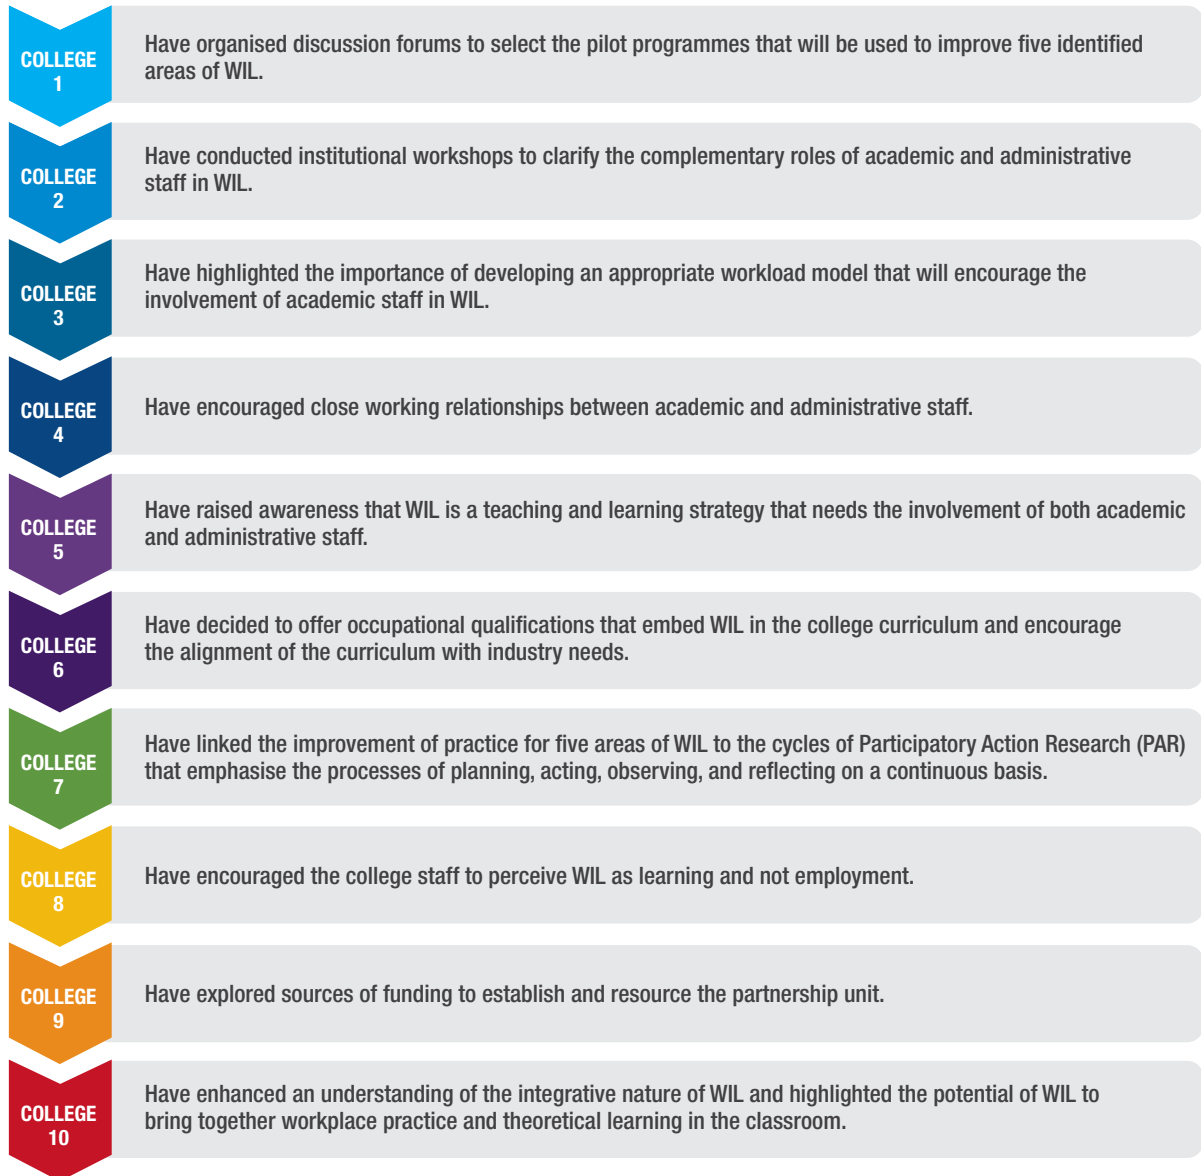 COLLEGE
1
Have organised discussion forums to select the pilot programmes that will be used to improve five identified
areas of WIL.
COLLEGE
2
Have conducted institutional workshops to clarify the complementary roles of academic and administrative
staff in WIL.
COLLEGE
3
Have highlighted the importance of developing an appropriate workload model that will encourage the
involvement of academic staff in WIL.
COLLEGE
4
Have encouraged close working relationships between academic and administrative staff.
COLLEGE
5
Have raised awareness that WIL is a teaching and learning strategy that needs the involvement of both academic
and administrative staff.
COLLEGE
6
Have decided to offer occupational qualifications that embed WIL in the college curriculum and encourage
the alignment of the curriculum with industry needs.
COLLEGE
7
Have linked the improvement of practice for five areas of WIL to the cycles of Participatory Action Research (PAR)
that emphasise the processes of planning, acting, observing, and reflecting on a continuous basis.
COLLEGE
8
Have encouraged the college staff to perceive WIL as learning and not employment.
COLLEGE
9
Have explored sources of funding to establish and resource the partnership unit.
COLLEGE
10
Have enhanced an understanding of the integrative nature of WIL and highlighted the potential of WIL to
bring together workplace practice and theoretical learning in the classroom.